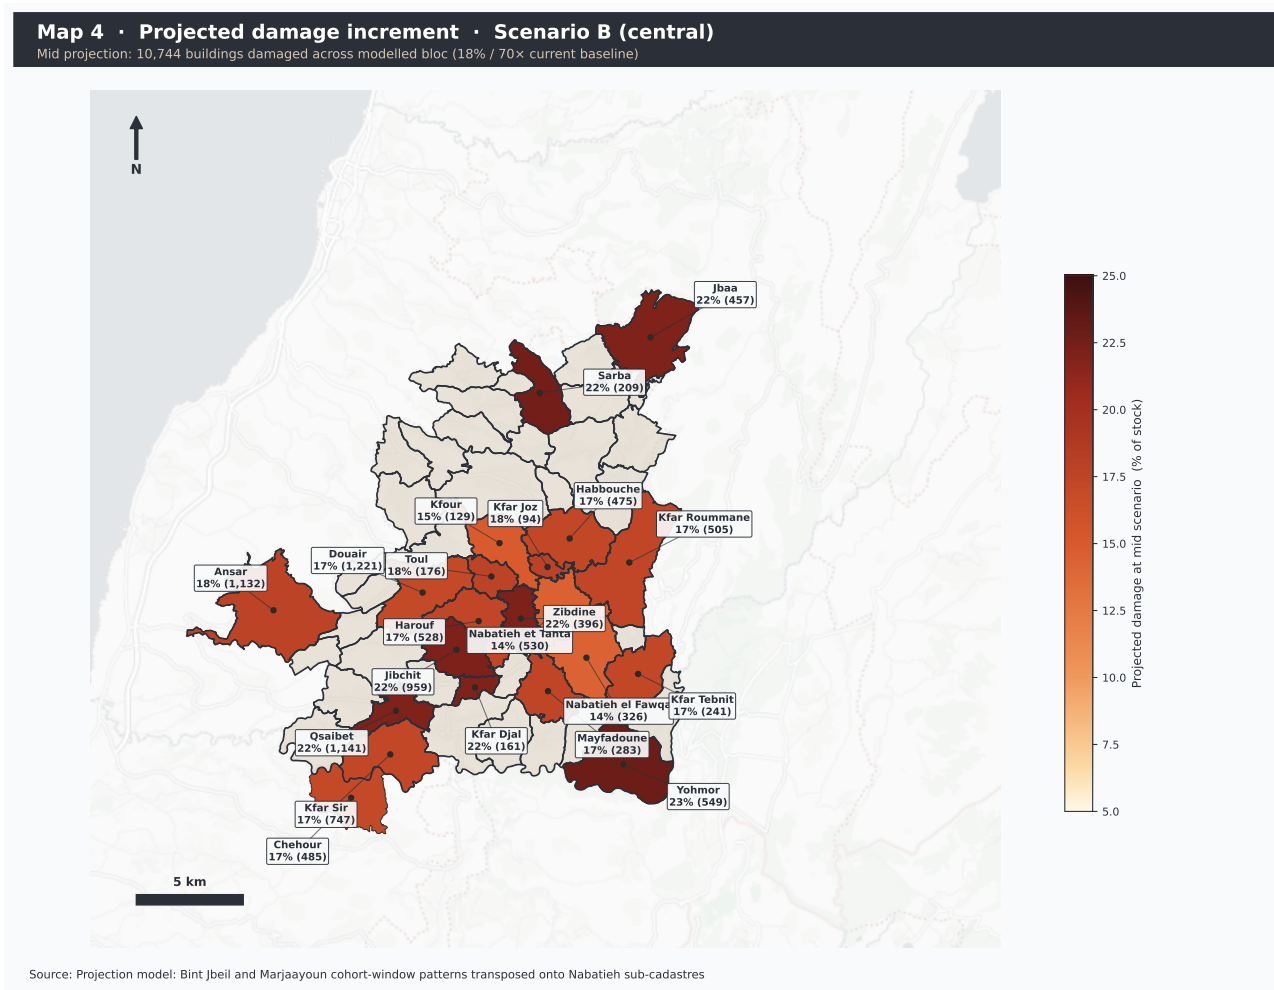 Map 4 · Projected damage increment · Scenario B (central)
Mid projection: 10,744 buildings damaged across modelled bloc (18% / 70× current baseline)
N
Jbaa
22% (457)
Sarba
22% (209)
Habbouche
17% (475)
Kfour
15% (129)
Kfar Joz
18% (94)
Kfar Roummane
17% (505)
Douair
17% (1,221)
Toul
18% (176)
Ansar
18% (1,132)
Zibdine
22% (396)
Harouf
17% (528)
Nabatieh et Tahta
14% (530)
Jibchit
22% (959)
Nabatieh el Fawqa
14% (326)
Kfar Tebnit
17% (241)
Qsaibet
22% (1,141)
Kfar Djal
22% (161)
Mayfadoune
17% (283)
Yohmor
23% (549)
Kfar Sir
17% (747)
Chehour
17% (485)
5 km
25.0
22.5
20.0
17.5
15.0
12.5
10.0
7.5
5.0
Projected damage at mid scenario (% of stock)
Source: Projection model: Bint Jbeil and Marjaayoun cohort-window patterns transposed onto Nabatieh sub-cadastres